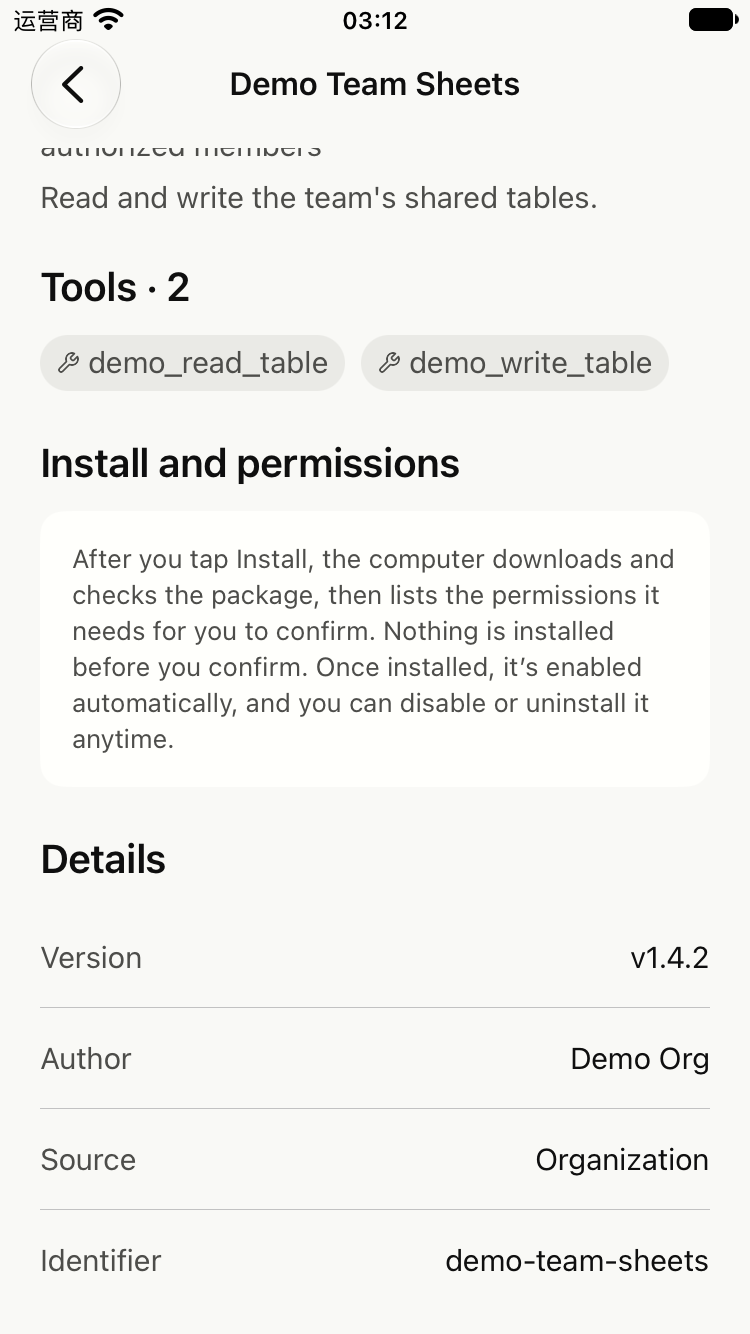 运营商
03:12
Demo Team Sheets
authorized members
Read and write the team's shared tables.
Tools · 2
demo_read_table
demo_write_table
Install and permissions
After you tap Install, the computer downloads and
checks the package, then lists the permissions it
needs for you to confirm. Nothing is installed
before you confirm. Once installed, it’s enabled
automatically, and you can disable or uninstall it
anytime.
Details
Version
v1.4.2
Author
Demo Org
Source
Organization
Identifier
demo-team-sheets